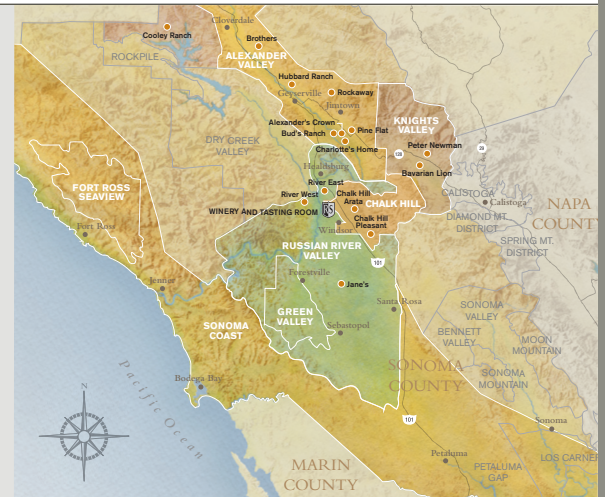 Cloverdale
Cooley Ranch
Brothers
ROCKPILE
ALEXANDER
VALLEY
Hubbard Ranch
Geyserville
Rockaway
Jimtown
KNIGHTS
VALLEY
Alexander's Crown
Pine Flat
Bud's Ranch
Charlotte's Home
DRY CREEK
VALLEY
128
29
Peter Newman
Healdsburg
Bavarian Lion
FORT ROSS
SEAVIEW
River East
River West
Chalk Hill
Arata
CHALK HILL
CALISTOGA
Calistoga
NAPA
COUNTY
WINERY AND TASTING ROOM
RS
Chalk Hill
Pleasant
DIAMOND MT.
DISTRICT
Fort Ross
Windsor
SPRING MT.
DISTRICT
RUSSIAN RIVER
VALLEY
101
Jenner
Forestville
Jane's
Santa Rosa
SONOMA
VALLEY
GREEN
VALLEY
SONOMA
COAST
Sebastopol
BENNETT
VALLEY
MOON
MOUNTAIN
SONOMA
COUNTY
SONOMA
MOUNTAIN
Pacific Ocean
Bodega Bay
N
101
Sonoma
Petaluma
LOS CARNE
MARIN
COUNTY
PETALUMA
GAP